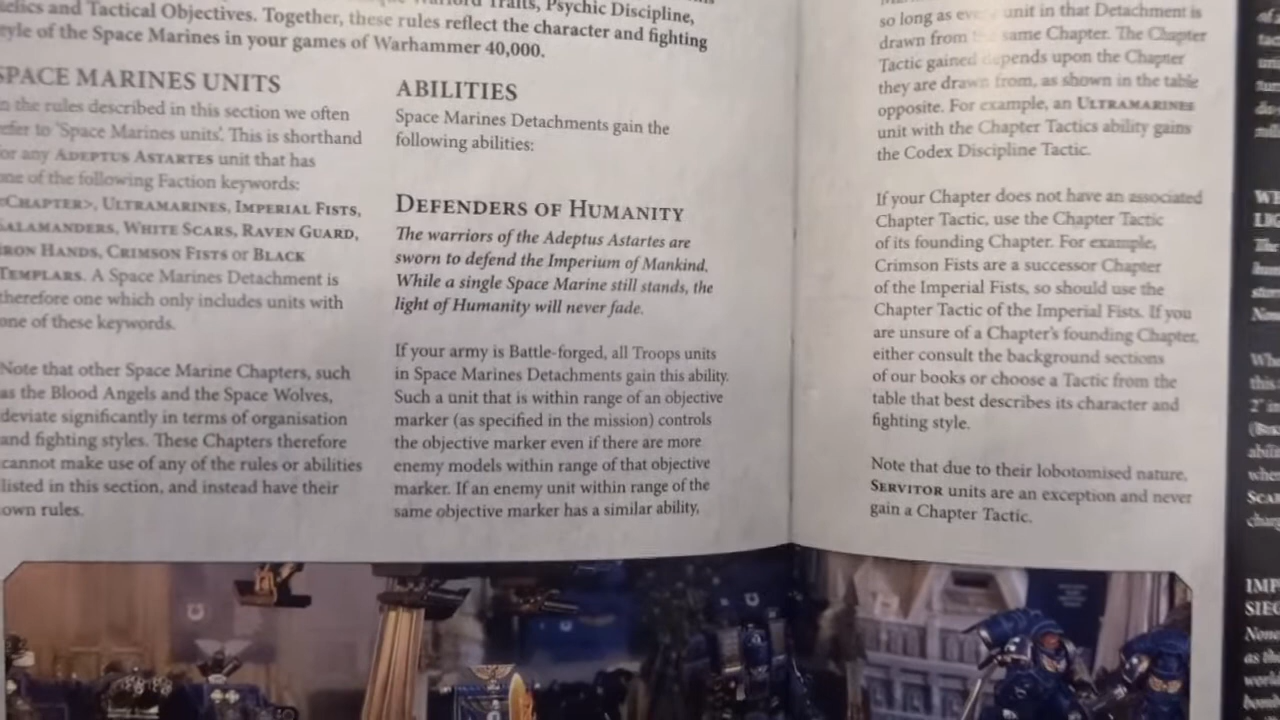 Traits, Psychic Discipline,
and Tactical Objectives. Together, these rules reflect the character and fighting
of the Space Marines in your games of Warhammer 40,000.
SPACE MARINES UNITS
the rules described in this section we often
to 'Space Marines units'. This is shorthand
any ADEPTUS ASTARTES unit that has
one of the following Faction keywords:
<CHAPTER>, ULTRAMARINES, IMPERIAL FISTS,
SALAMANDERS, WHITE SCARS, RAVEN GUARD,
IRON HANDS, CRIMSON FISTS or BLACK
TEMPLARS. A Space Marines Detachment is
therefore one which only includes units with
one of these keywords.
Note that other Space Marine Chapters, such
as the Blood Angels and the Space Wolves,
deviate significantly in terms of organisation
and fighting styles. These Chapters therefore
cannot make use of any of the rules or abilities
listed in this section, and instead have their
own rules.
ABILITIES
Space Marines Detachments gain the
following abilities:
DEFENDERS OF HUMANITY
The warriors of the Adeptus Astartes are
sworn to defend the Imperium of Mankind.
While a single Space Marine still stands, the
light of Humanity will never fade.
If your army is Battle-forged, all Troops units
in Space Marines Detachments gain this ability.
Such a unit that is within range of an objective
marker (as specified in the mission) controls
the objective marker even if there are more
enemy models within range of that objective
marker. If an enemy unit within range of the
same objective marker has a similar ability,
so long as every unit in that Detachment is
drawn from same Chapter. The Chapter
Tactic gained depends upon the Chapter
they are drawn from, as shown in the table
opposite. For example, an ULTRAMARINES
unit with the Chapter Tactics ability gains
the Codex Discipline Tactic.
If your Chapter does not have an associated
Chapter Tactic, use the Chapter Tactic
of its founding Chapter. For example,
Crimson Fists are a successor Chapter
of the Imperial Fists, so should use the
Chapter Tactic of the Imperial Fists. If you
are unsure of a Chapter's founding Chapter,
either consult the background sections
of our books or choose a Tactic from the
table that best describes its character and
fighting style.
Note that due to their lobotomised nature,
SERVITOR units are an exception and never
gain a Chapter Tactic.